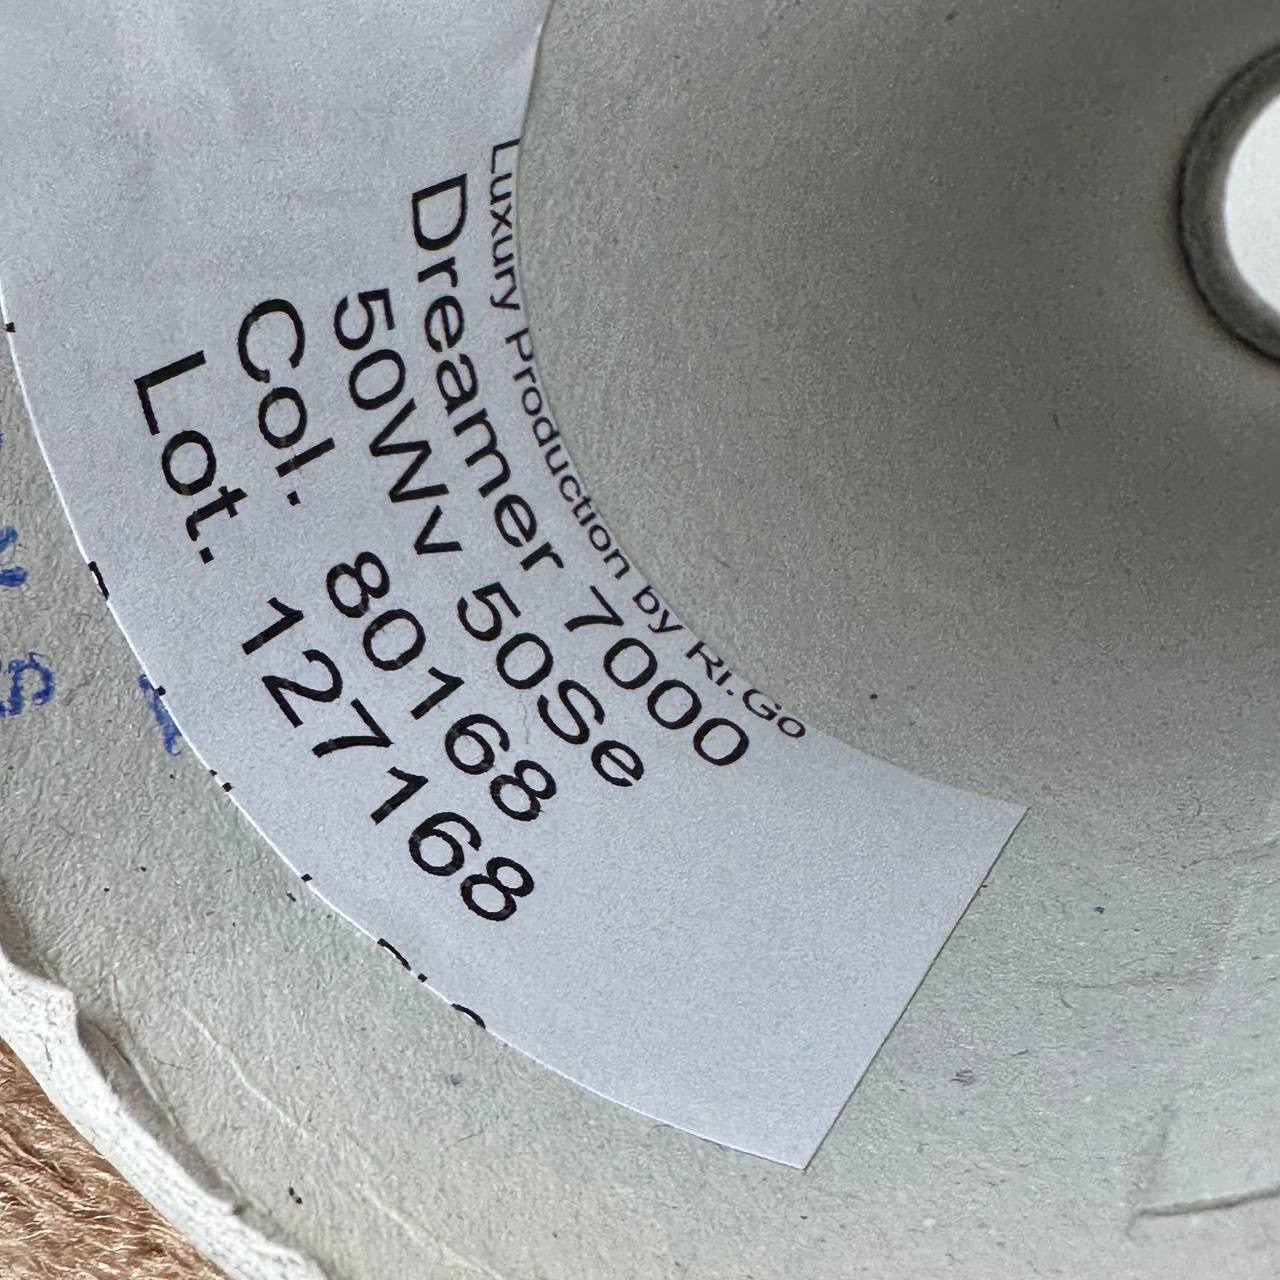 Luxury Production by Ri.Go
Dreamer 7000
50Wv 50Se
Col. 80168
Lot. 127168